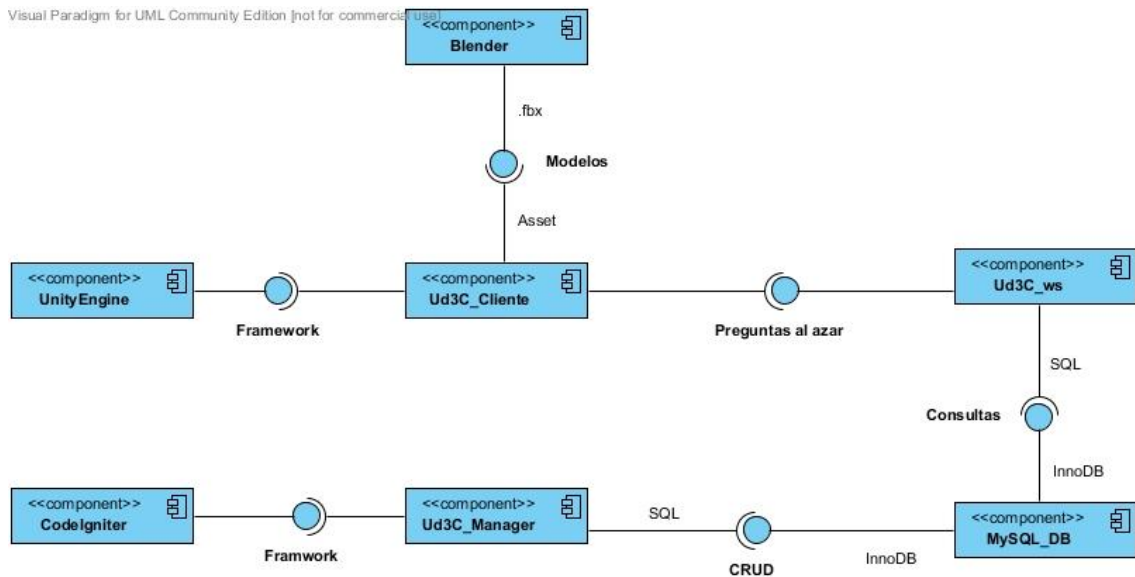 Visual Paradigm for UML Community Edition [not for commercial use]
<<component>>
Blender
.fbx
Modelos
Asset
<<component>>
UnityEngine
Framework
<<component>>
Ud3C_Cliente
Preguntas al azar
<<component>>
Ud3C_ws
SQL
Consultas
InnoDB
<<component>>
CodeIgniter
Framwork
<<component>>
Ud3C_Manager
SQL
CRUD
InnoDB
<<component>>
MySQL_DB